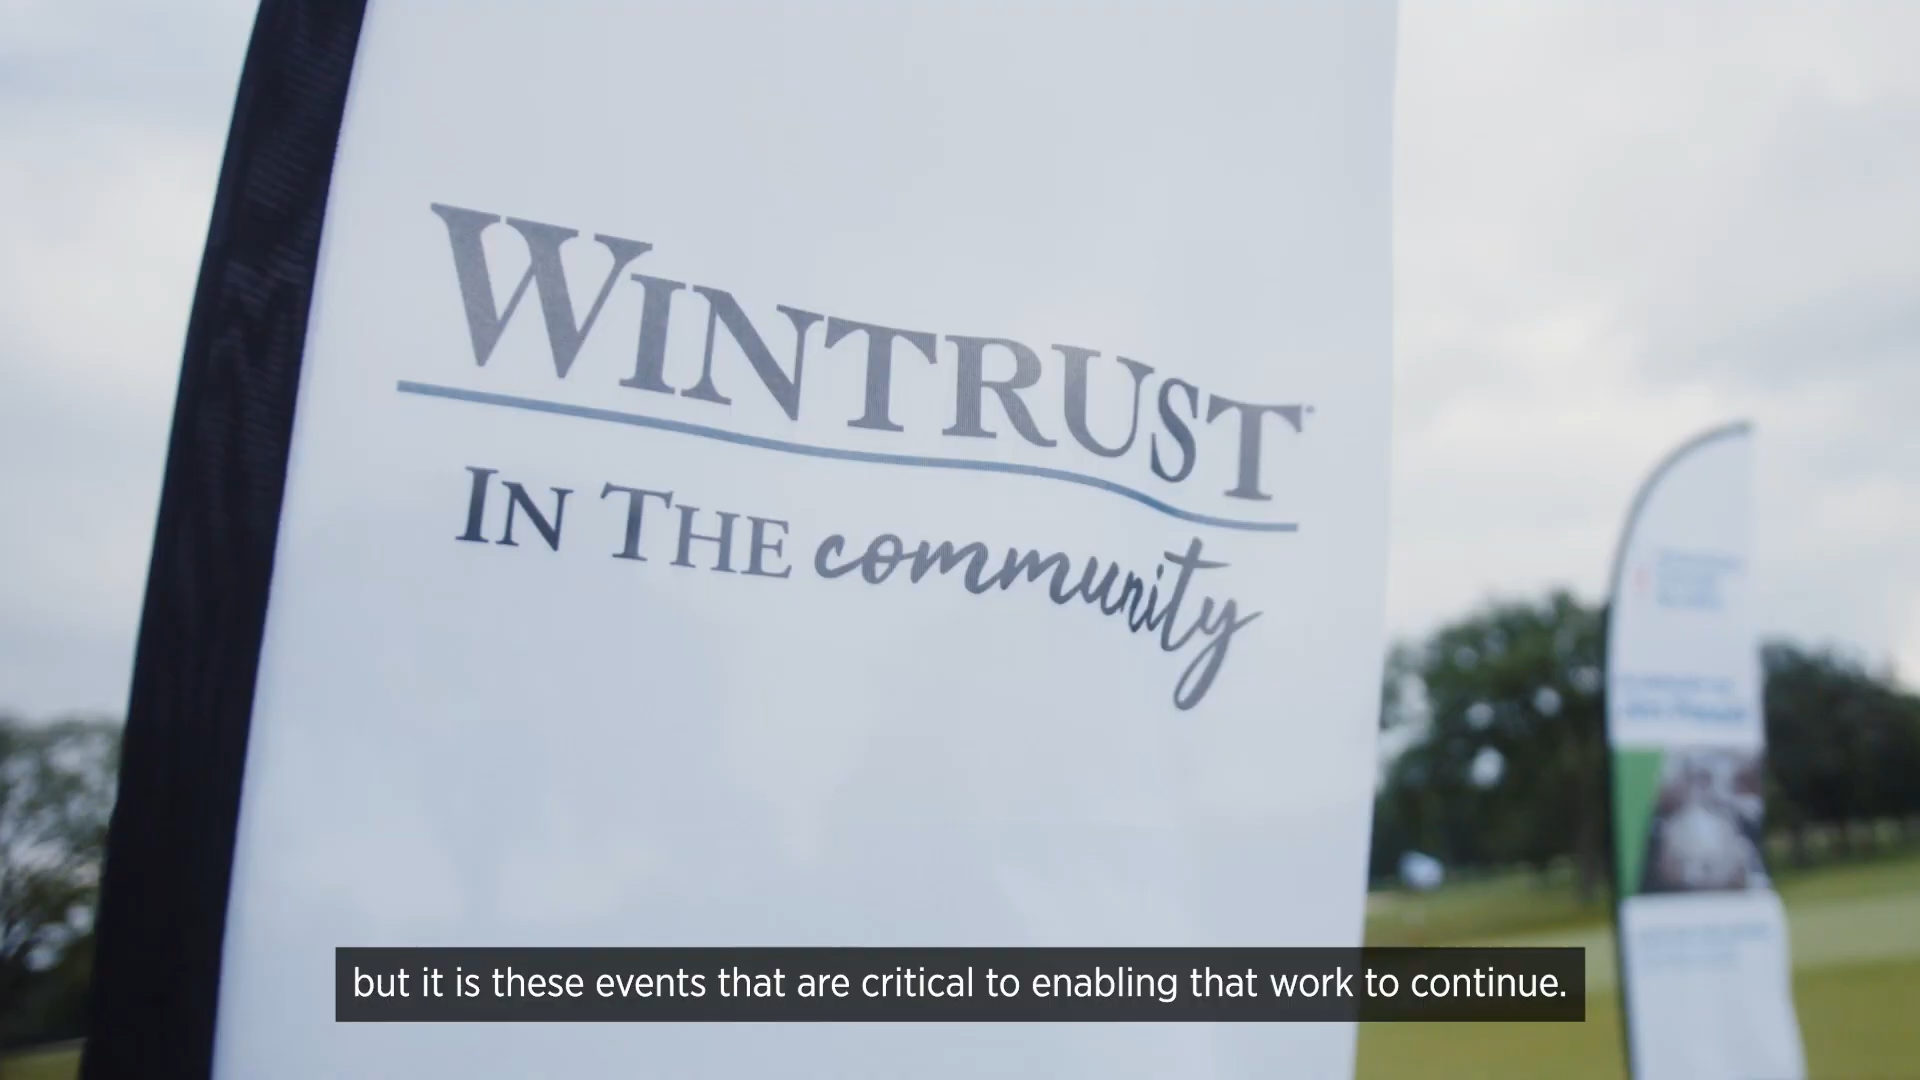 WINTRUST
IN THE community
but it is these events that are critical to enabling that work to continue.